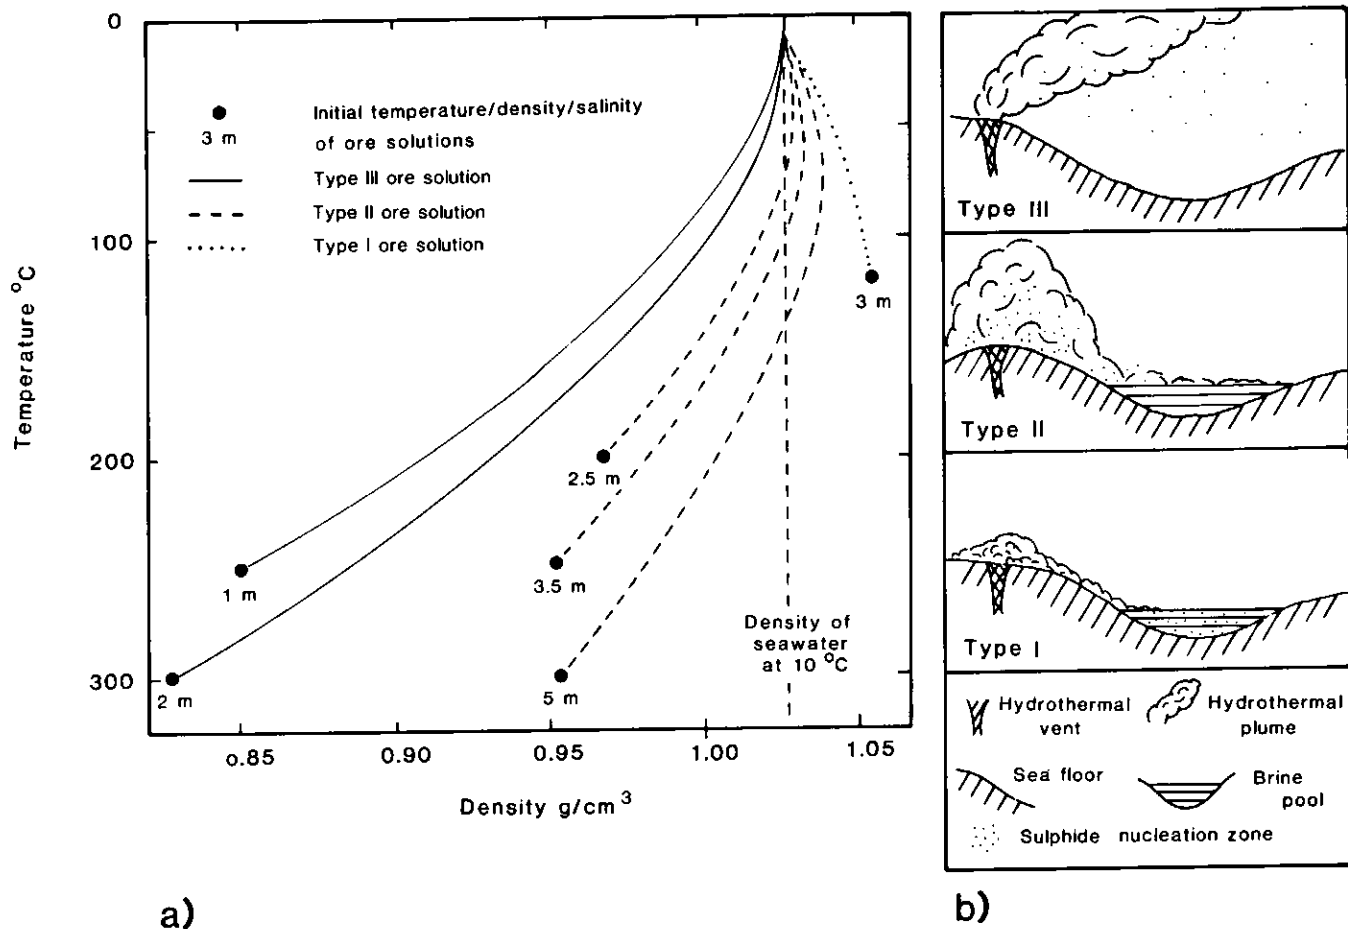 0
100
200
300
Temperature °C
3 m
Initial temperature/density/salinity
of ore solutions
Type III ore solution
Type II ore solution
Type I ore solution
3 m
2.5 m
3.5 m
1 m
5 m
2 m
Density of
seawater
at 10 °C
0.85
0.90
0.95
1.00
1.05
Density g/cm³
a)
Type III
Type II
Type I
Hydrothermal
vent
Hydrothermal
plume
Sea floor
Brine
pool
Sulphide nucleation zone
b)